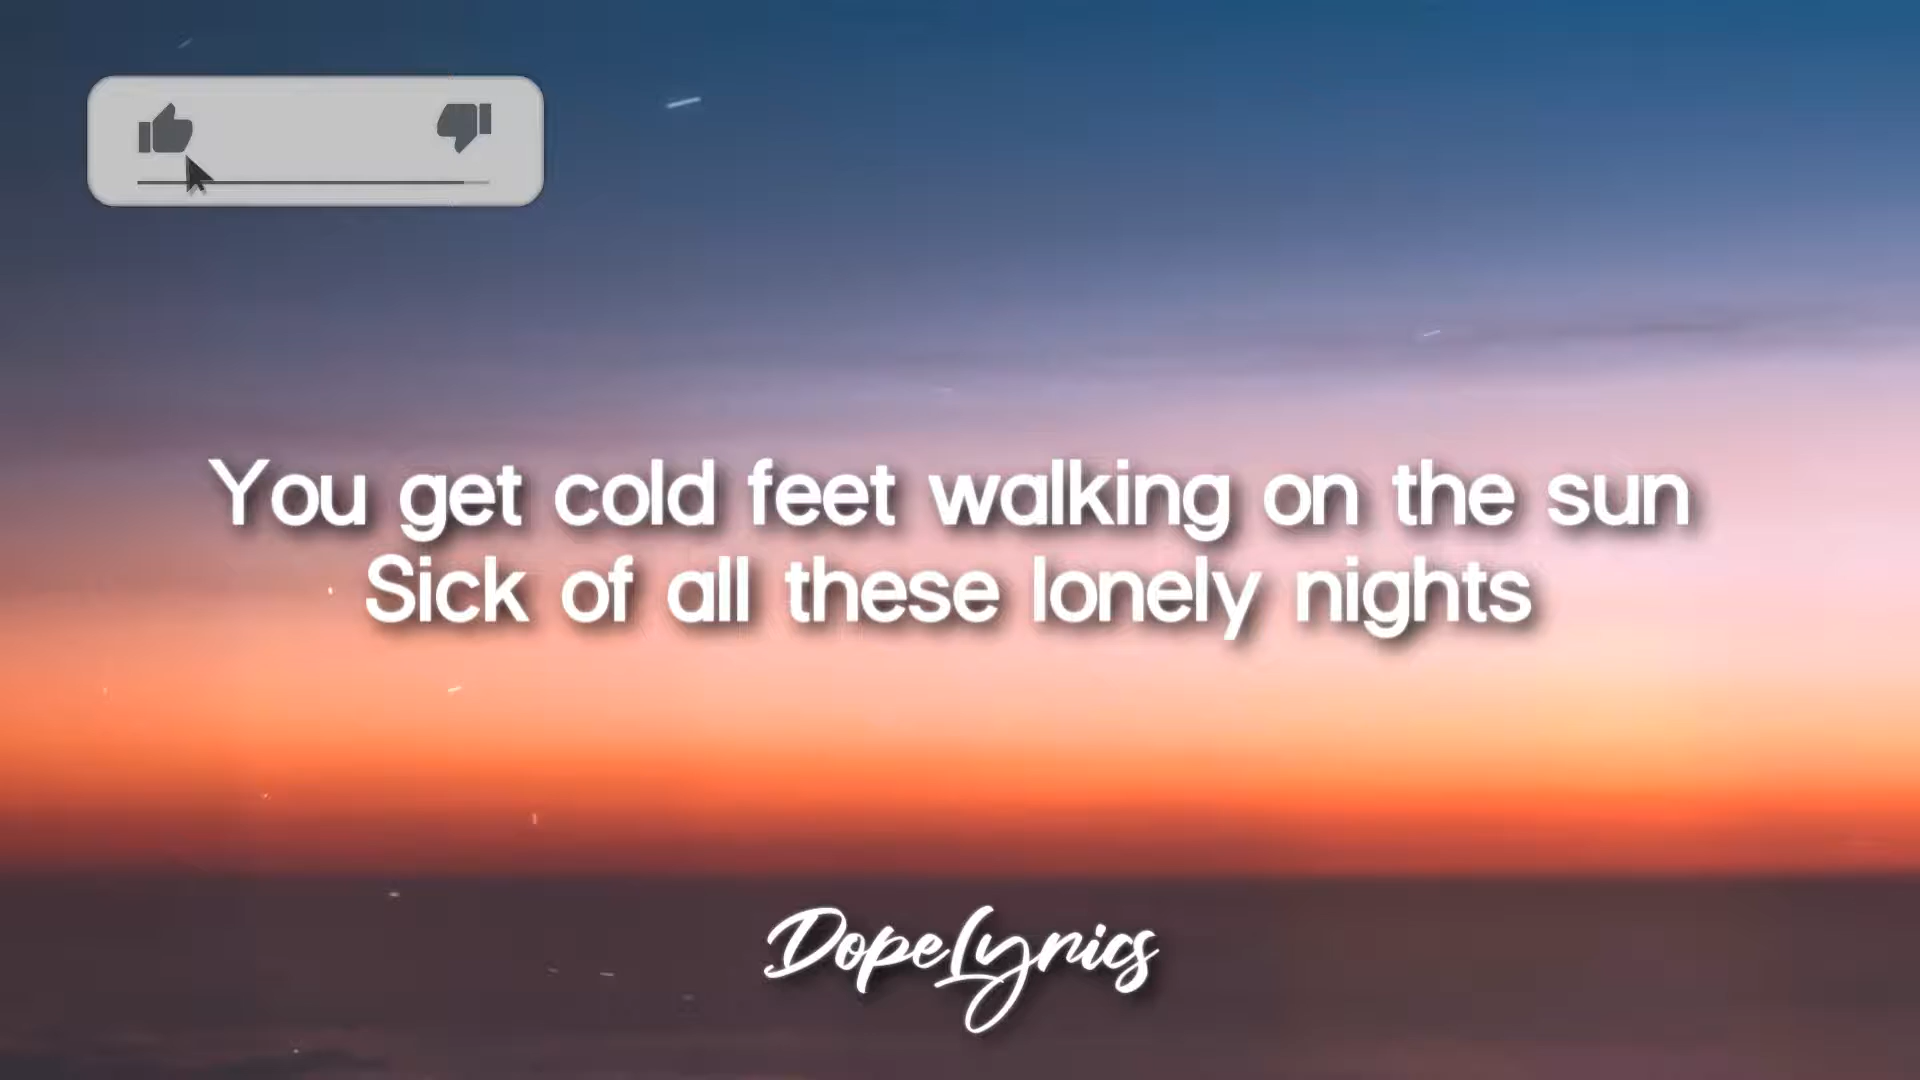 You get cold feet walking on the sun
Sick of all these lonely nights
DopeLyrics